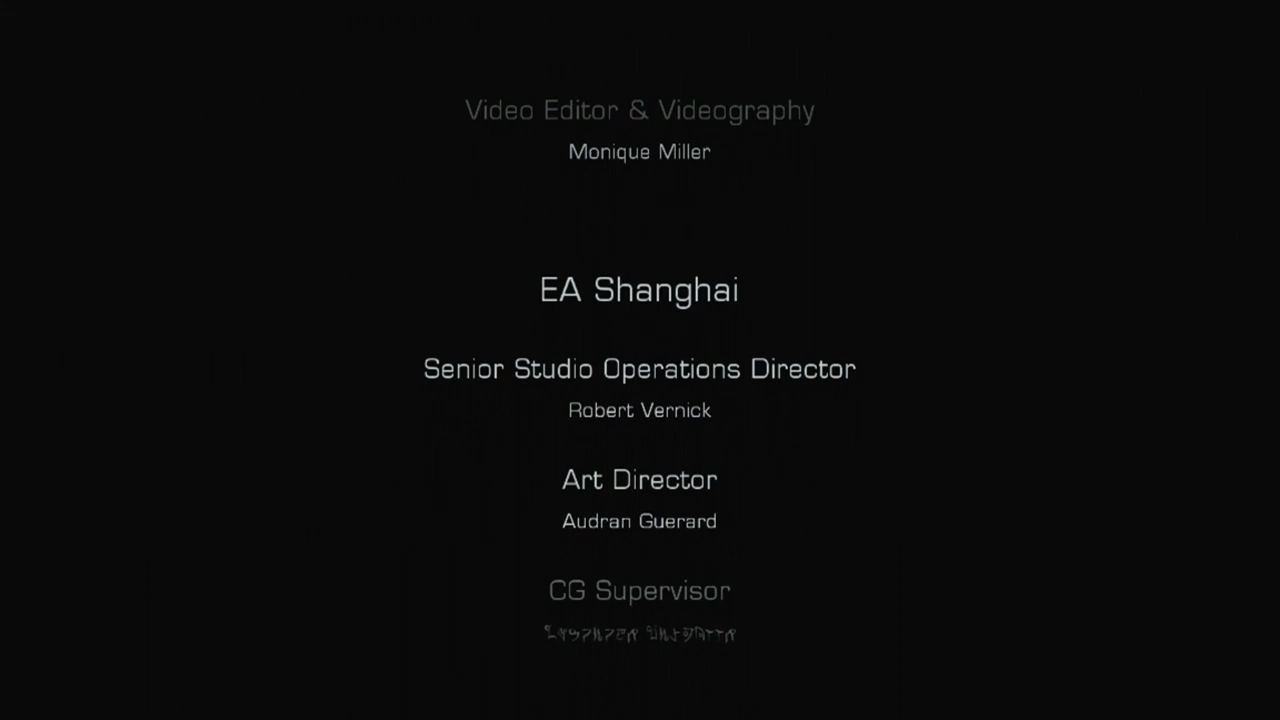 Video Editor & Videography
Monique Miller
EA Shanghai
Senior Studio Operations Director
Robert Vernick
Art Director
Audran Guerard
CG Supervisor